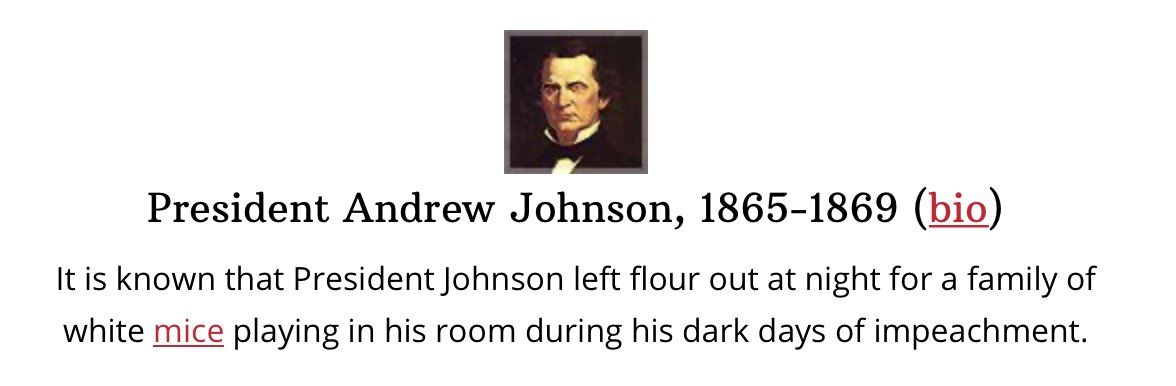 President Andrew Johnson, 1865-1869 (bio)
It is known that President Johnson left flour out at night for a family of
white mice playing in his room during his dark days of impeachment.